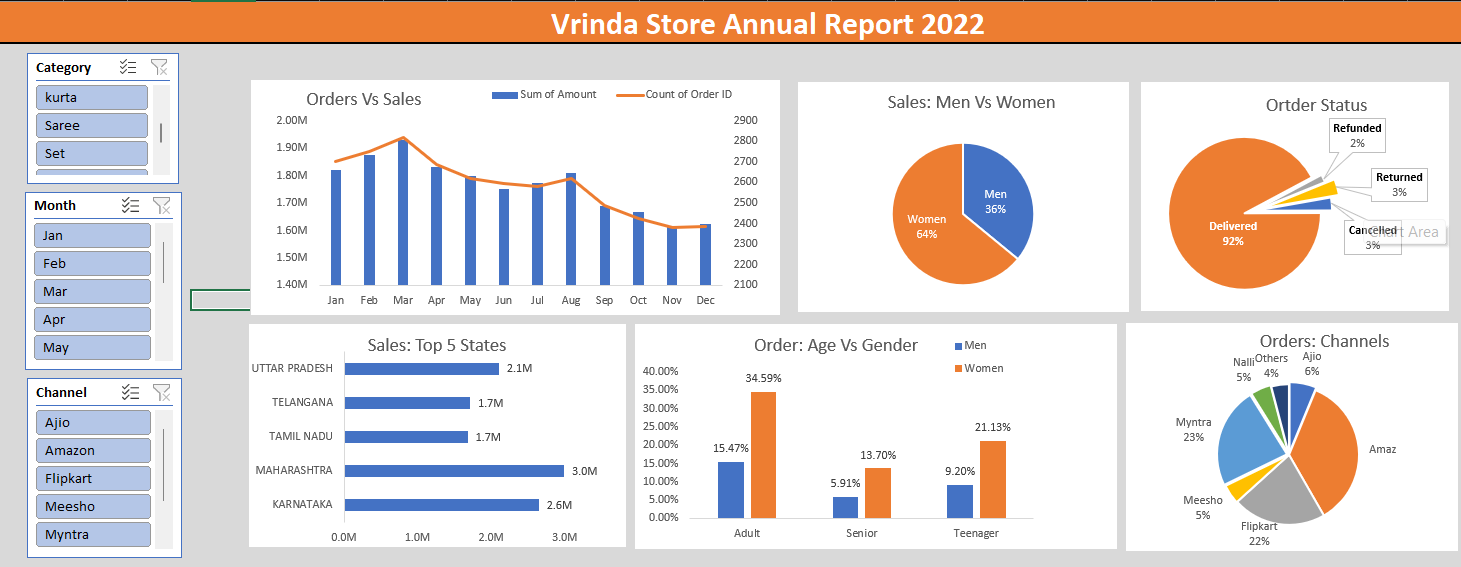 Vrinda Store Annual Report 2022
Category
kurta
Saree
Set
Month
Jan
Feb
Mar
Apr
May
Channel
Ajio
Amazon
Flipkart
Meesho
Myntra
Orders Vs Sales
Sum of Amount
Count of Order ID
2.00M
1.90M
1.80M
1.70M
1.60M
1.50M
1.40M
2900
2800
2700
2600
2500
2400
2300
2200
2100
Jan Feb Mar Apr May Jun Jul Aug Sep Oct Nov Dec
Sales: Men Vs Women
Men
36%
Women
64%
Ortder Status
Refunded
2%
Returned
3%
Cancelled
3%
Chart Area
Delivered
92%
Sales: Top 5 States
UTTAR PRADESH 2.1M
TELANGANA 1.7M
TAMIL NADU 1.7M
MAHARASHTRA 3.0M
KARNATAKA 2.6M
0.0M 1.0M 2.0M 3.0M
Order: Age Vs Gender
Men
Women
40.00%
35.00%
30.00%
25.00%
20.00%
15.00%
10.00%
5.00%
0.00%
15.47%
34.59%
5.91%
13.70%
9.20%
21.13%
Adult Senior Teenager
Orders: Channels
Ajio
6%
Amaz
Flipkart
22%
Meesho
5%
Myntra
23%
Nalli
5%
Others
4%